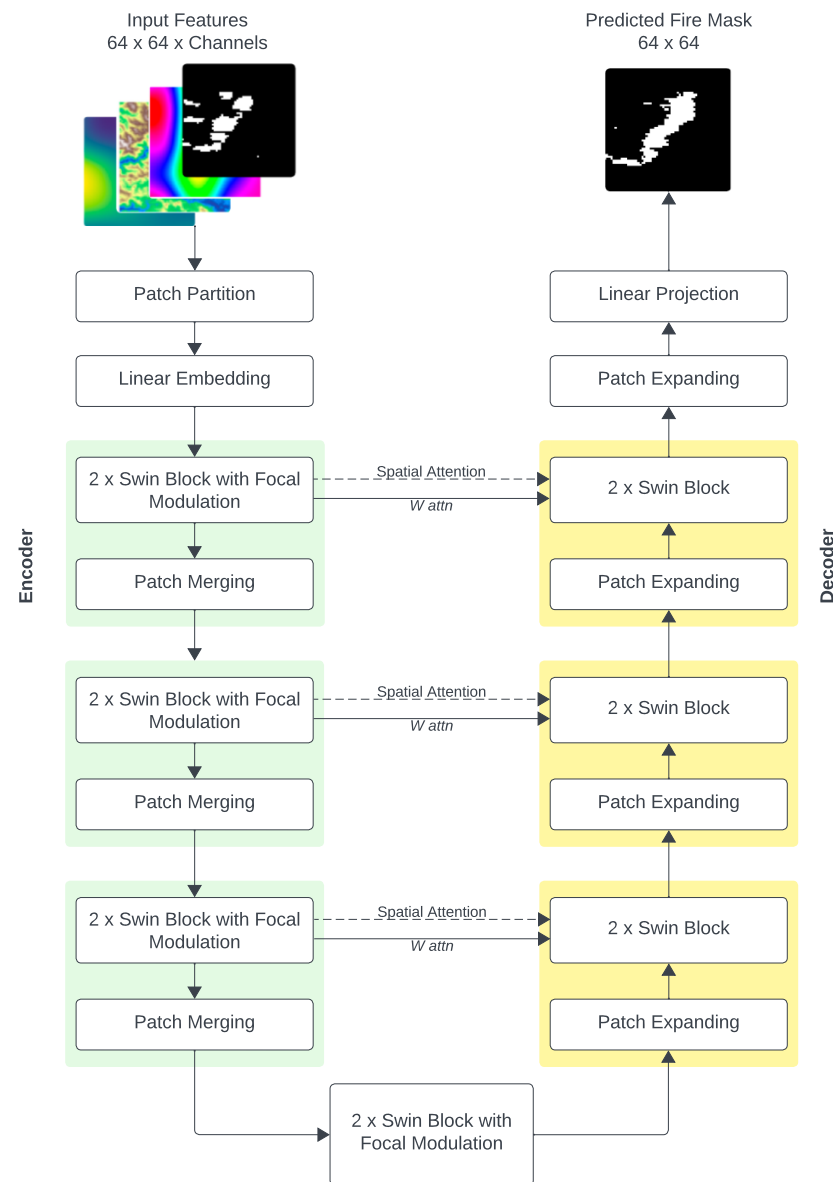 Input Features
64 x 64 x Channels
Predicted Fire Mask
64 x 64
Patch Partition
Linear Projection
Linear Embedding
Patch Expanding
Encoder
2 x Swin Block with Focal
Modulation
Spatial Attention
W attn
2 x Swin Block
Decoder
Patch Merging
Patch Expanding
2 x Swin Block with Focal
Modulation
Spatial Attention
W attn
2 x Swin Block
Patch Merging
Patch Expanding
2 x Swin Block with Focal
Modulation
Spatial Attention
W attn
2 x Swin Block
Patch Merging
Patch Expanding
2 x Swin Block with
Focal Modulation